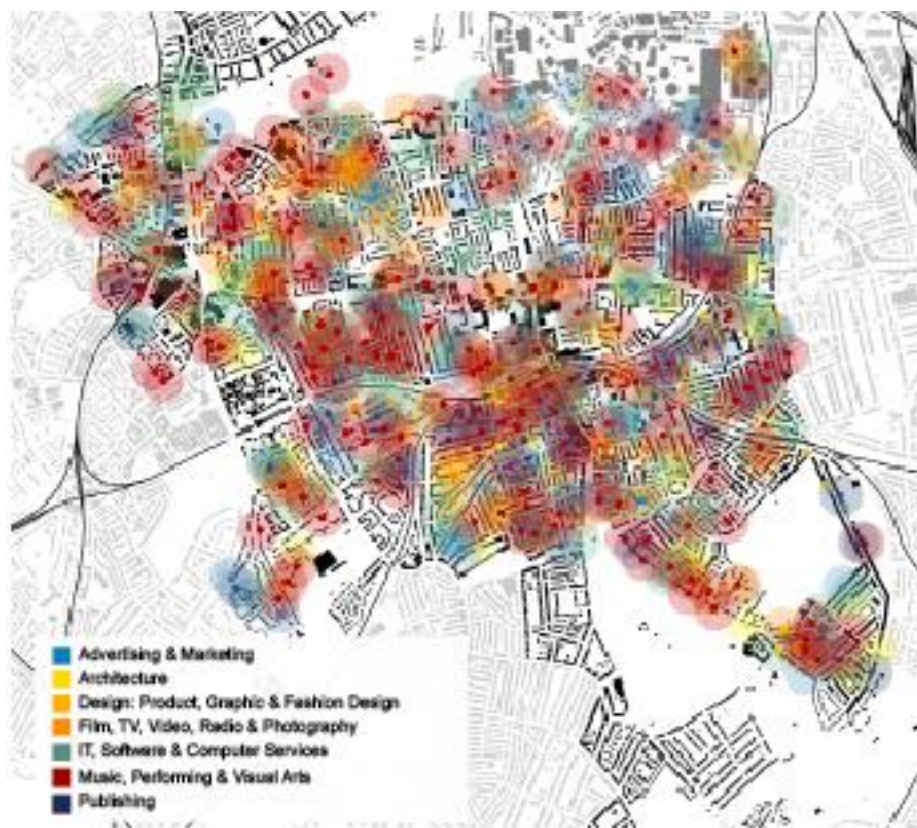 Advertising & Marketing
Architecture
Design: Product, Graphic & Fashion Design
Film, TV, Video, Radio & Photography
IT, Software & Computer Services
Music, Performing & Visual Arts
Publishing